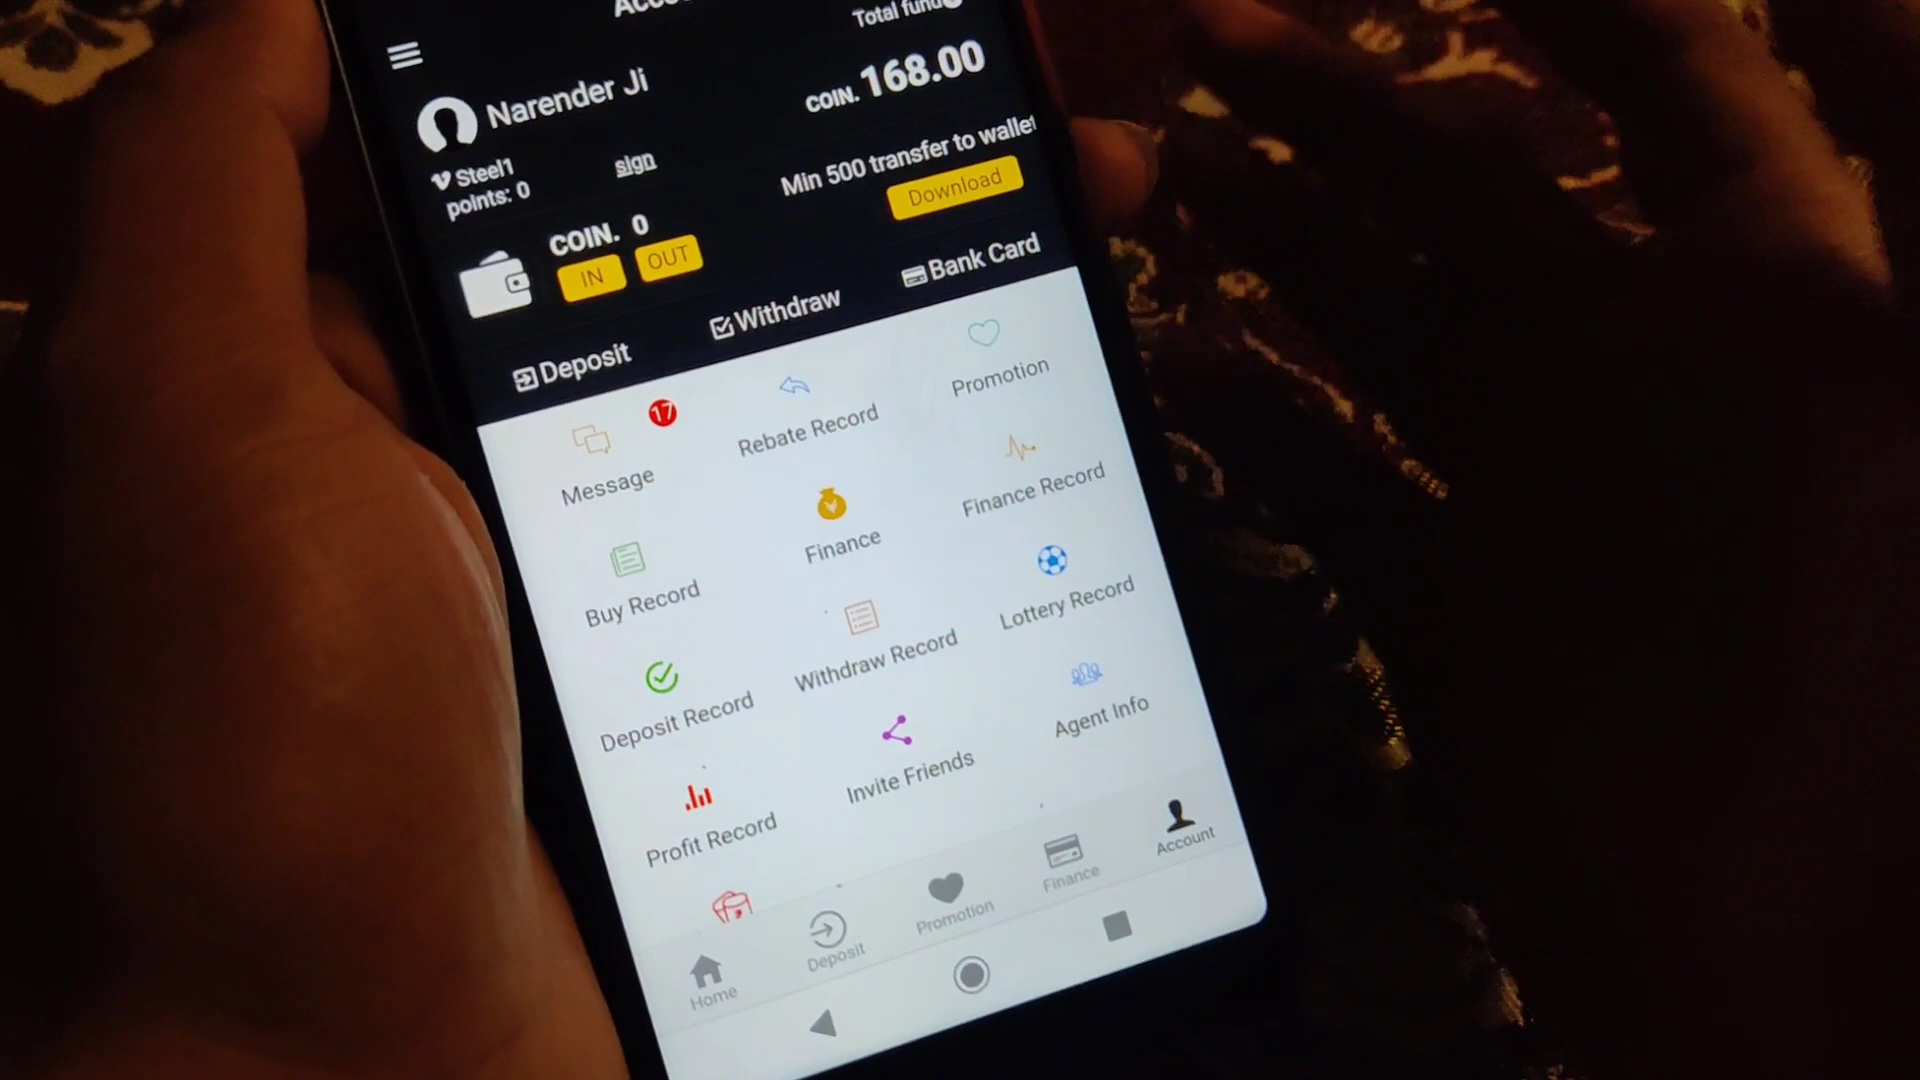 Total fund
Narender Ji
COIN. 168.00
Steel1
sign
points: 0
Min 500 transfer to wallet
Download
COIN. 0
IN
OUT
Deposit
Withdraw
Bank Card
17
Message
Rebate Record
Promotion
Buy Record
Finance
Finance Record
Deposit Record
Withdraw Record
Lottery Record
Profit Record
Invite Friends
Agent Info
Home
Deposit
Promotion
Finance
Account